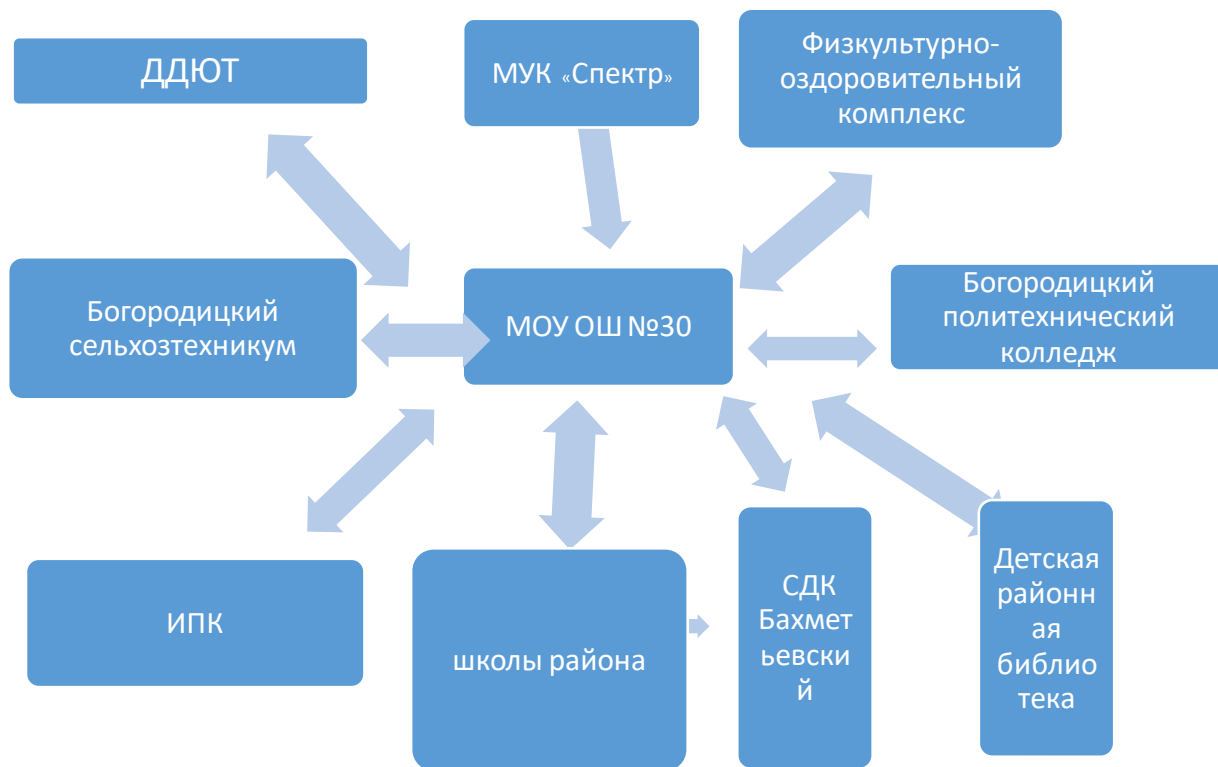 ДДЮТ
МУК «Спектр»
Физкультурно-
оздоровительный
комплекс
Богородицкий
сельхозтехникум
МОУ ОШ №30
Богородицкий
политехнический
колледж
ИПК
школы района
СДК
Бахмет
ьевски
й
Детская
районн
ая
библио
тека